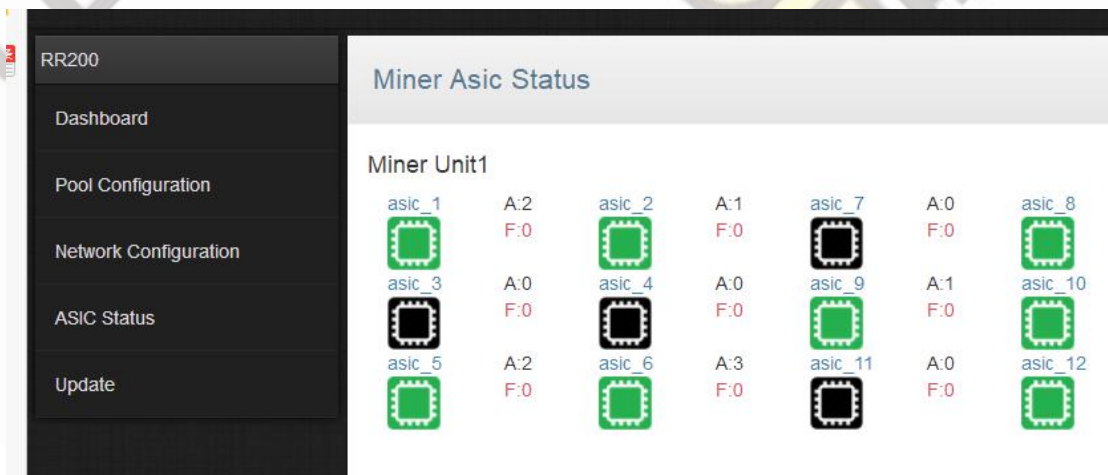 RR200
Dashboard
Pool Configuration
Network Configuration
ASIC Status
Update
Miner Asic Status
Miner Unit1
asic_1 A:2 asic_2 A:1 asic_7 A:0 asic_8
F:0 F:0 F:0
asic_3 A:0 asic_4 A:0 asic_9 A:1 asic_10
F:0 F:0 F:0
asic_5 A:2 asic_6 A:3 asic_11 A:0 asic_12
F:0 F:0 F:0